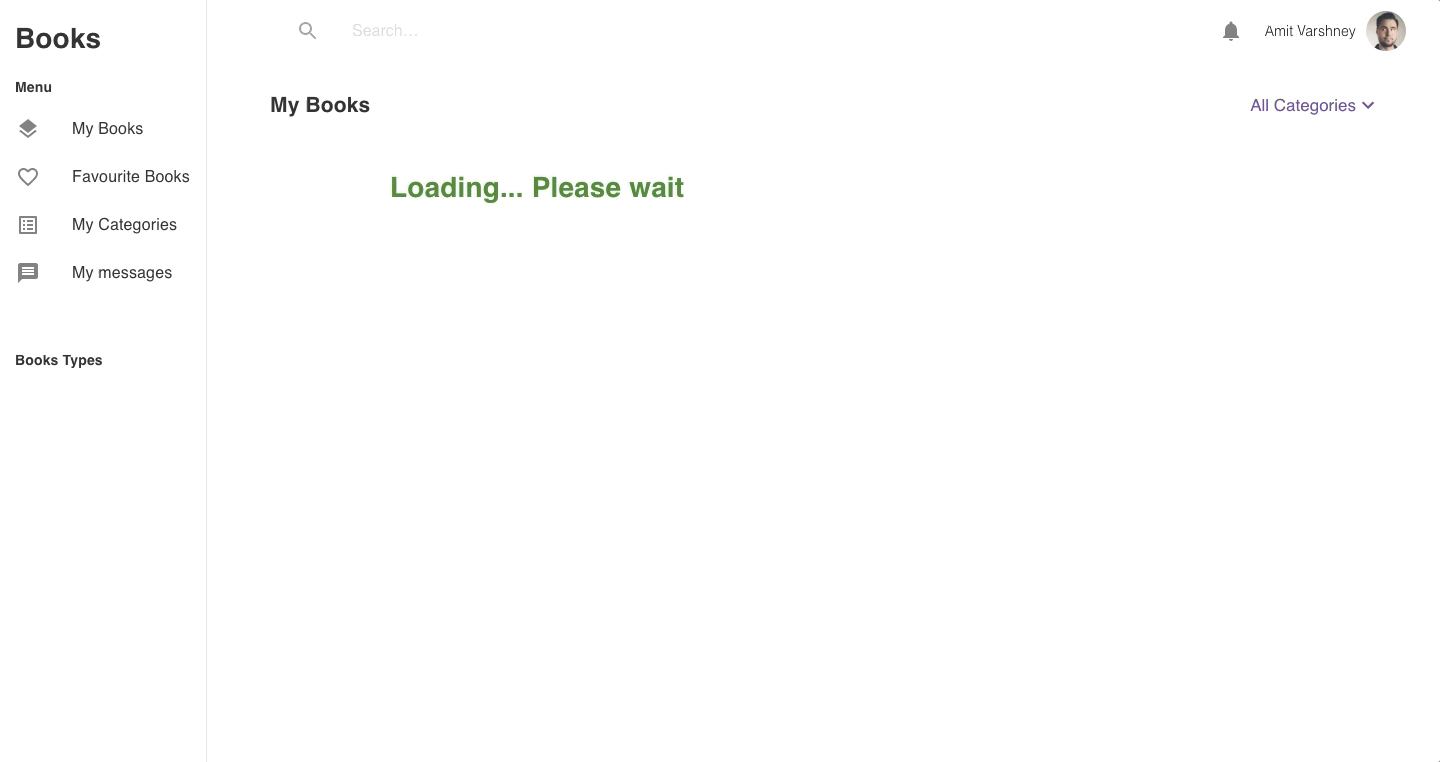 Books
Menu
My Books
Favourite Books
My Categories
My messages
Books Types
Search...
Amit Varshney
My Books
All Categories
Loading... Please wait